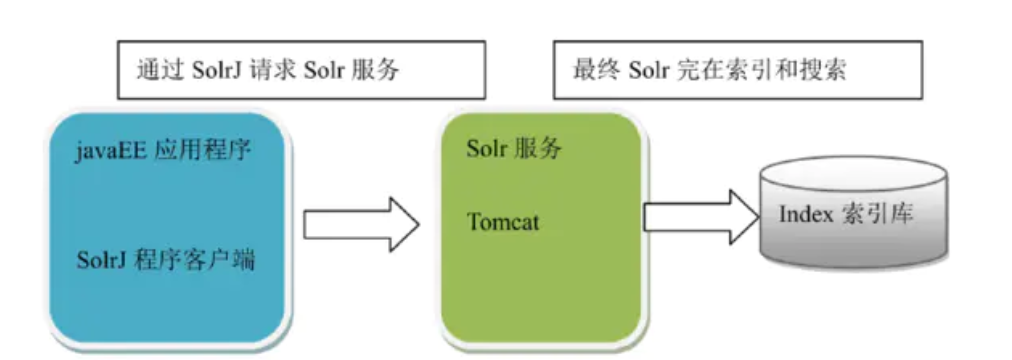 通过 SolrJ 请求 Solr 服务
最终 Solr 完在索引和搜索
javaEE 应用程序
SolrJ 程序客户端
Solr 服务
Tomcat
Index 索引库